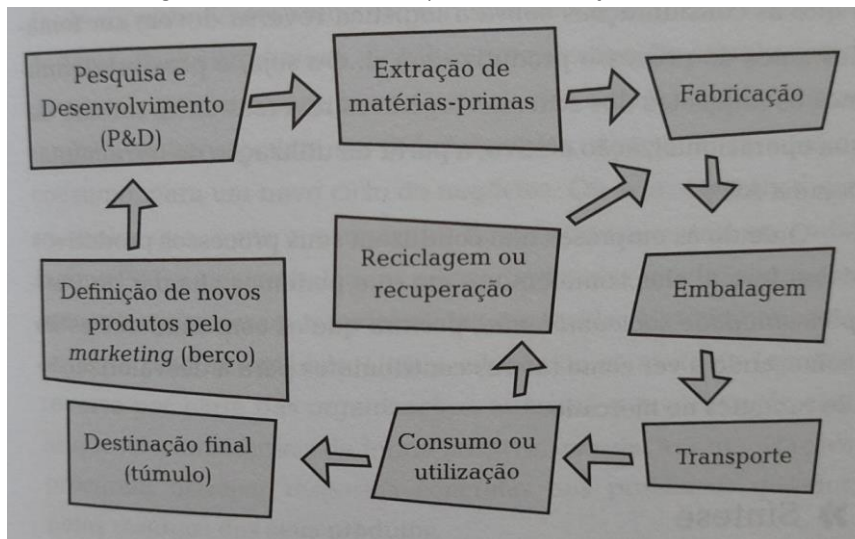 Pesquisa e
Desenvolvimento
(P&D)
Extração de
matérias-primas
Fabricação
Definição de novos
produtos pelo
marketing (berço)
Reciclagem ou
recuperação
Embalagem
Destinação final
(túmulo)
Consumo ou
utilização
Transporte
Síntese